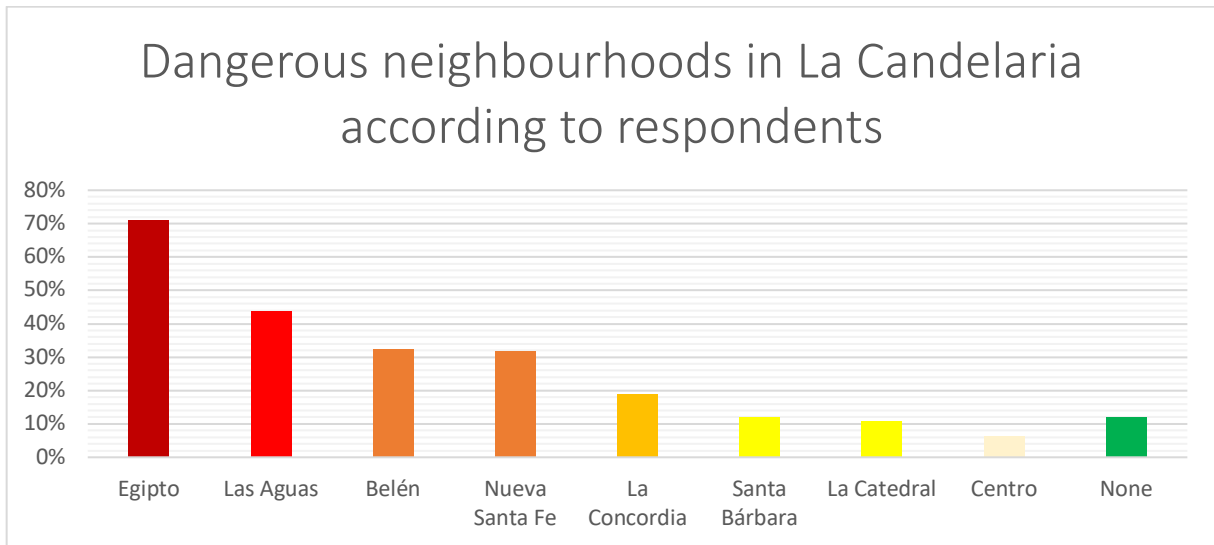 Dangerous neighbourhoods in La Candelaria
according to respondents
80%
70%
60%
50%
40%
30%
20%
10%
0%
Egipto
Las Aguas
Belén
Nueva
Santa Fe
La
Concordia
Santa
Bárbara
La Catedral
Centro
None